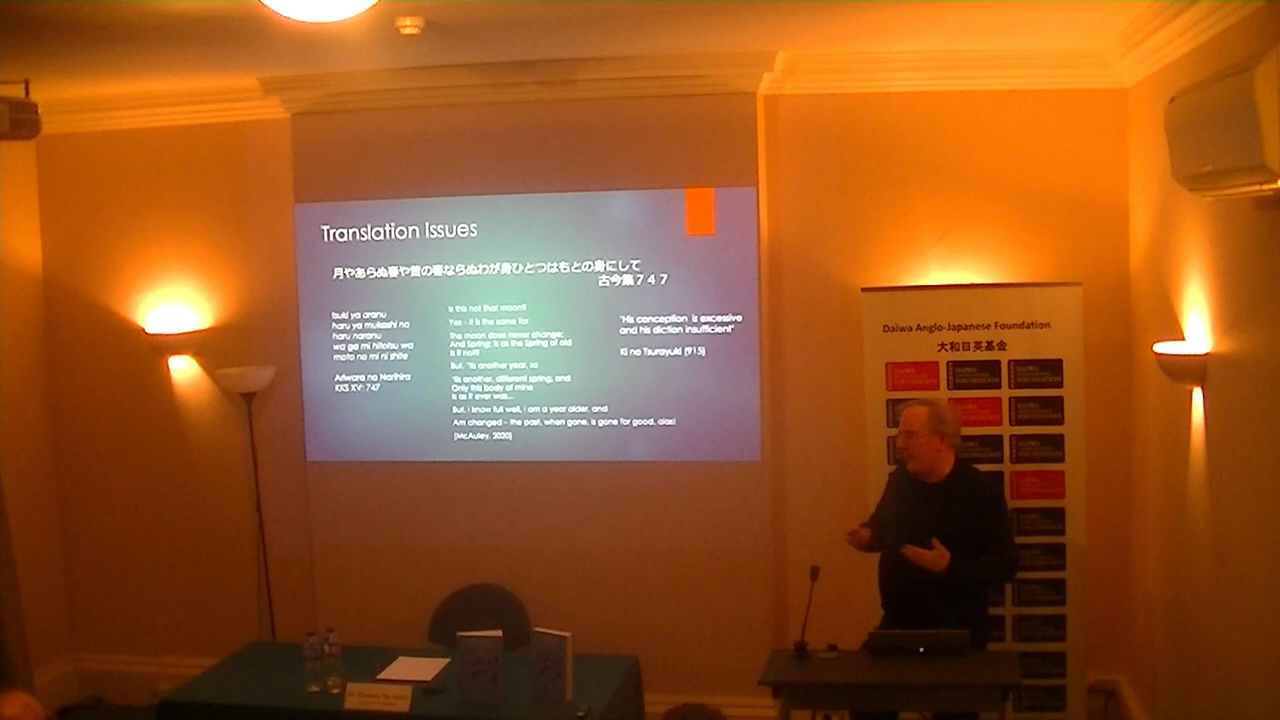 Translation Issues
月やあらぬ春や昔の春ならぬわが身ひとつはもとの身にして
古今集７４７
tsuki ya aranu
haru ya mukashi no
haru naranu
wa ga mi hitotsu wa
moto no mi ni shite
Ariwara no Narihira
KKS XV: 747
Is this not that moon?
Yes - it is the same for
The moon does never change;
And Spring: is as the Spring of old
Is it not?
But, 'tis another year, so
'Tis another, different spring, and
Only this body of mine
Is as it ever was...
But, I know full well, I am a year older, and
Am changed – the past, when gone, is gone for good, alas!
[McAuley, 2020]
"His conception is excessive
and his diction insufficient"
Ki no Tsurayuki (915)
Daiwa Anglo-Japanese Foundation
大和日英基金